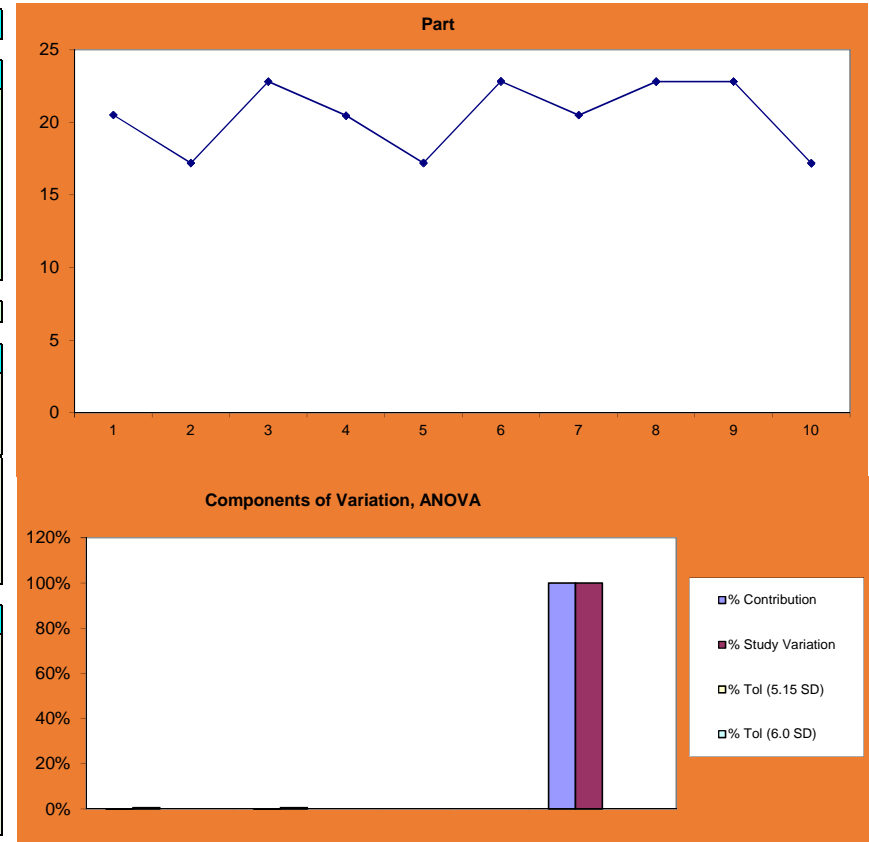 Part
25
20
15
10
5
0
1 2 3 4 5 6 7 8 9 10
Components of Variation, ANOVA
120%
100%
80%
60%
40%
20%
0%
% Contribution
% Study Variation
% Tol (5.15 SD)
% Tol (6.0 SD)